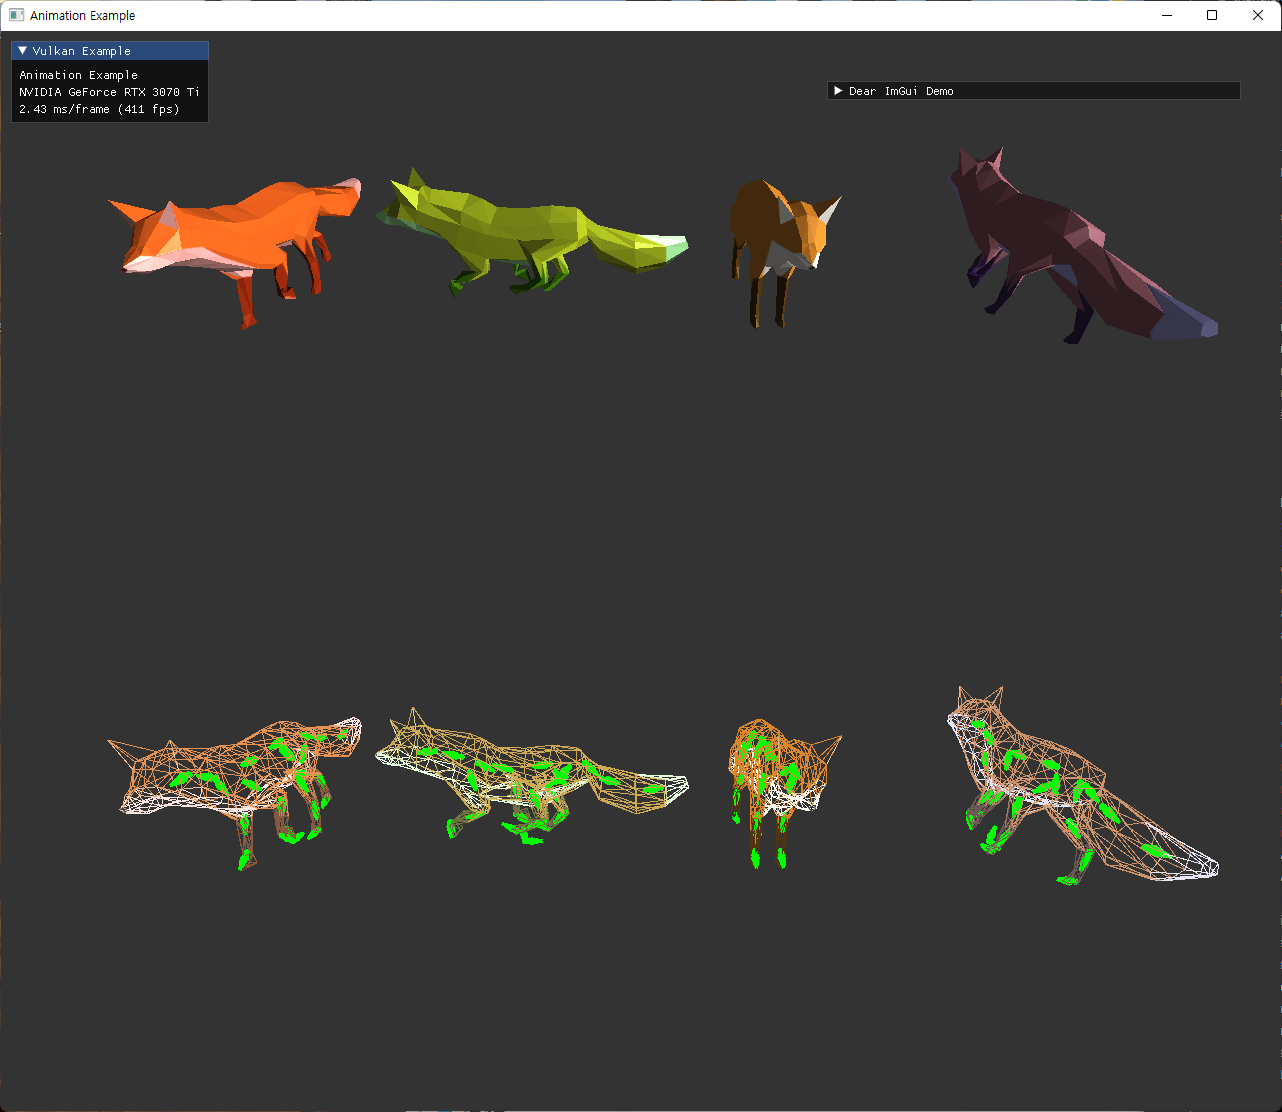 Animation Example
Vulkan Example
Animation Example
NVIDIA GeForce RTX 3070 Ti
2.43 ms/frame (411 fps)
Dear ImGui Demo